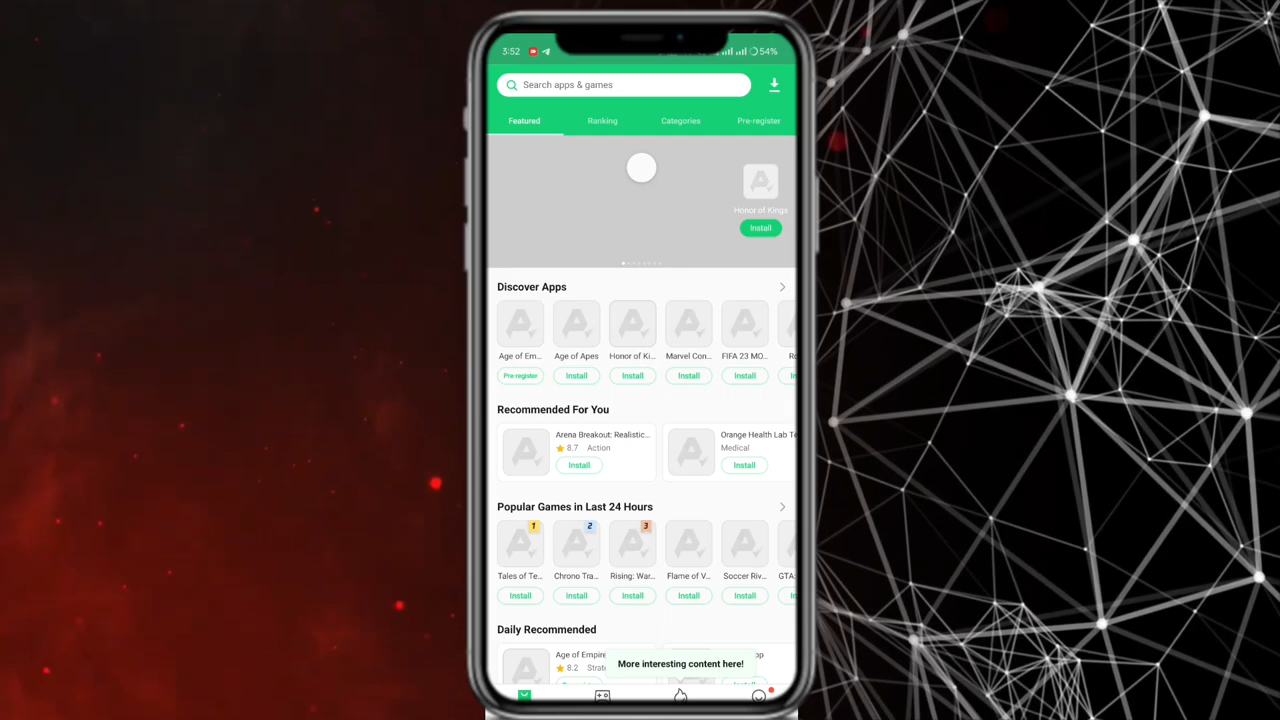 3:52
54%
Search apps & games
Featured
Ranking
Categories
Pre-register
Honor of Kings
Install
Discover Apps
Age of Em...
Age of Apes
Honor of Ki...
Marvel Con...
FIFA 23 MO...
Pre-register
Install
Install
Install
Install
Recommended For You
Arena Breakout: Realistic...
8.7 Action
Install
Orange Health Lab Te
Medical
Install
Popular Games in Last 24 Hours
1
2
3
Tales of Te...
Chrono Tra...
Rising: War...
Flame of V...
Soccer Riv...
GTA:
Install
Install
Install
Install
Install
Daily Recommended
Age of Empire
8.2
More interesting content here!